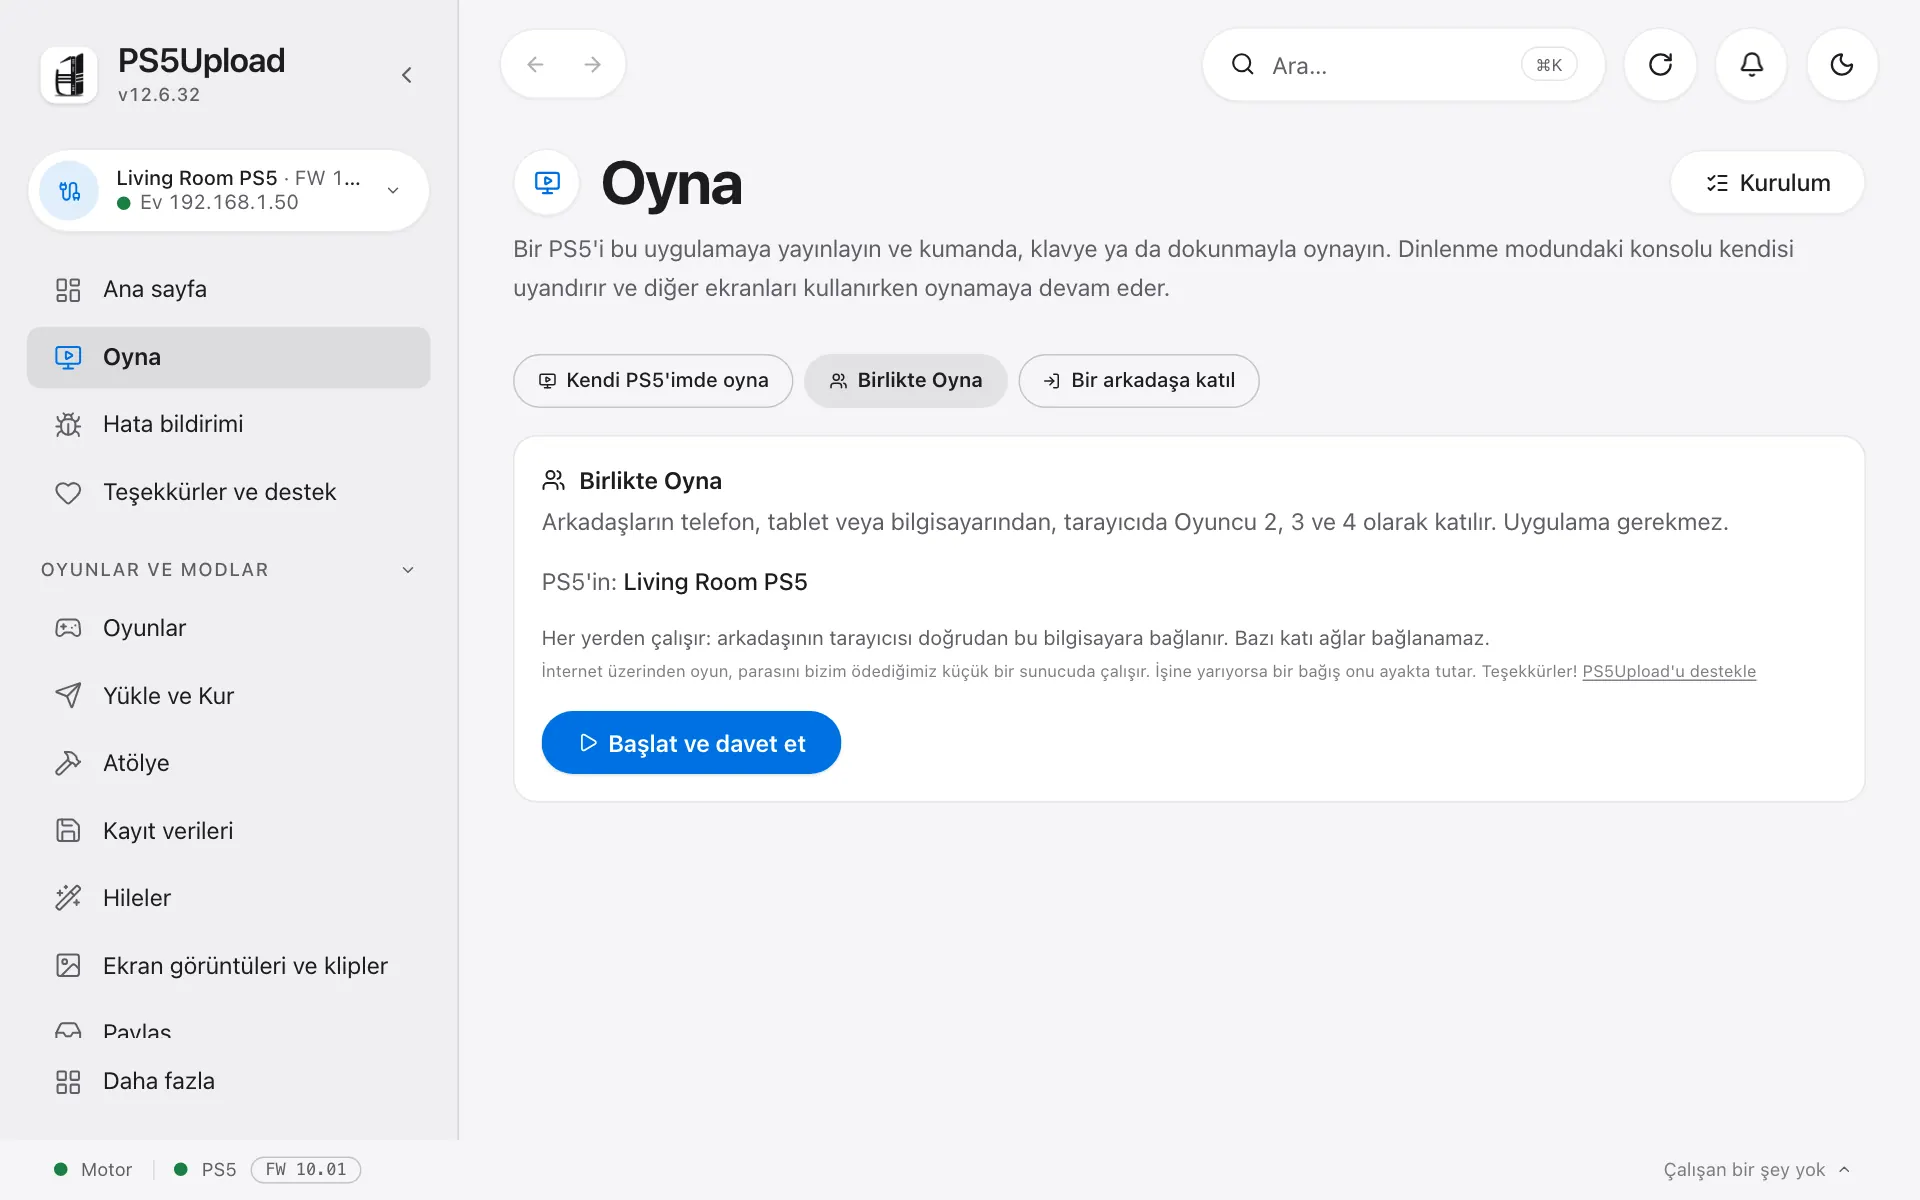 PS5Upload
v12.6.32
Living Room PS5 · FW 1...
Ev 192.168.1.50
Ana sayfa
Oyna
Hata bildirimi
Teşekkürler ve destek
OYUNLAR VE MODLAR
Oyunlar
Yükle ve Kur
Atölye
Kayıt verileri
Hileler
Ekran görüntüleri ve klipler
Paylaş
Daha fazla
Ara...
⌘K
Oyna
Kurulum
Bir PS5'i bu uygulamaya yayınlayın ve kumanda, klavye ya da dokunmayla oynayın. Dinlenme modundaki konsolu kendisi
uyandırır ve diğer ekranları kullanırken oynamaya devam eder.
Kendi PS5'imde oyna
Birlikte Oyna
Bir arkadaşa katıl
Birlikte Oyna
Arkadaşların telefon, tablet veya bilgisayarından, tarayıcıda Oyuncu 2, 3 ve 4 olarak katılır. Uygulama gerekmez.
PS5'in: Living Room PS5
Her yerden çalışır: arkadaşının tarayıcısı doğrudan bu bilgisayara bağlanır. Bazı katı ağlar bağlanamaz.
İnternet üzerinden oyun, parasını bizim ödediğimiz küçük bir sunucuda çalışır. İşine yarıyorsa bir bağış onu ayakta tutar. Teşekkürler! PS5Upload'u destekle
Başlat ve davet et
Motor
PS5
FW 10.01
Çalışan bir şey yok